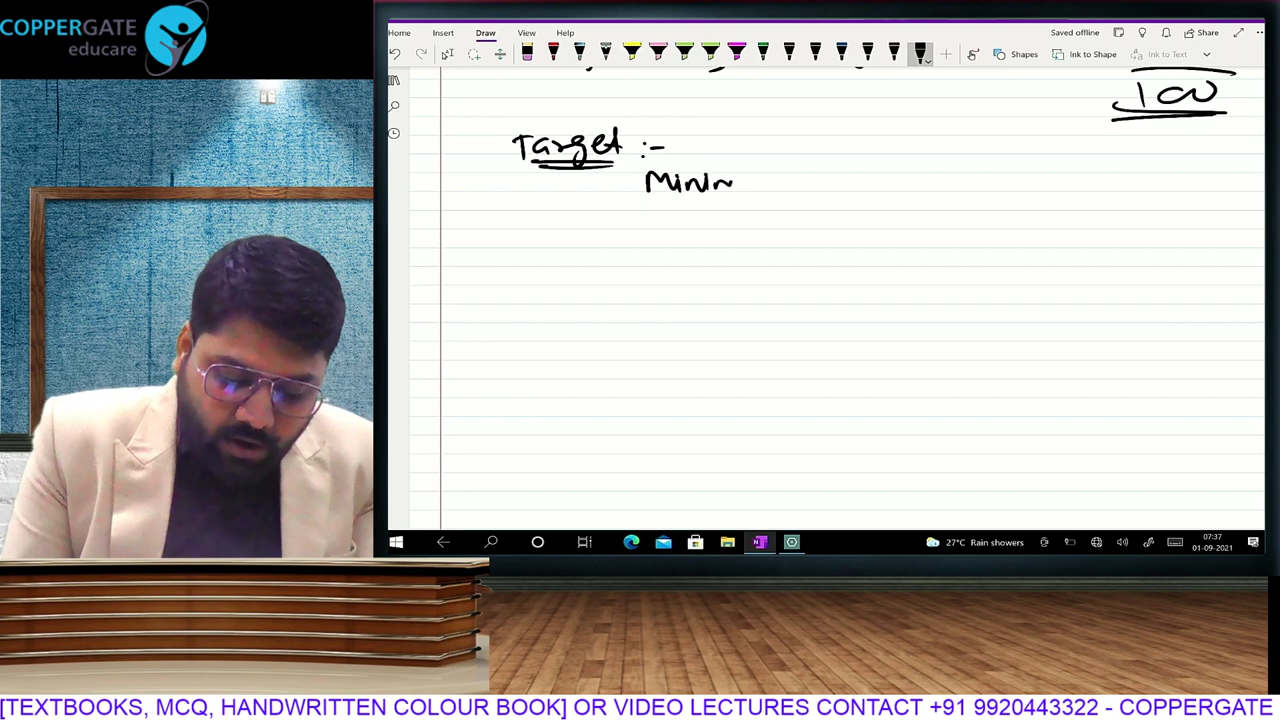 COPPERGATE
educare
Home Insert Draw View Help
Saved offline
Share
Shapes
Ink to Shape
Ink to Text
100
Target :-
Minim
27°C Rain showers
07:37
01-09-2021
[TEXTBOOKS, MCQ, HANDWRITTEN COLOUR BOOK] OR VIDEO LECTURES CONTACT +91 9920443322 - COPPERGATE